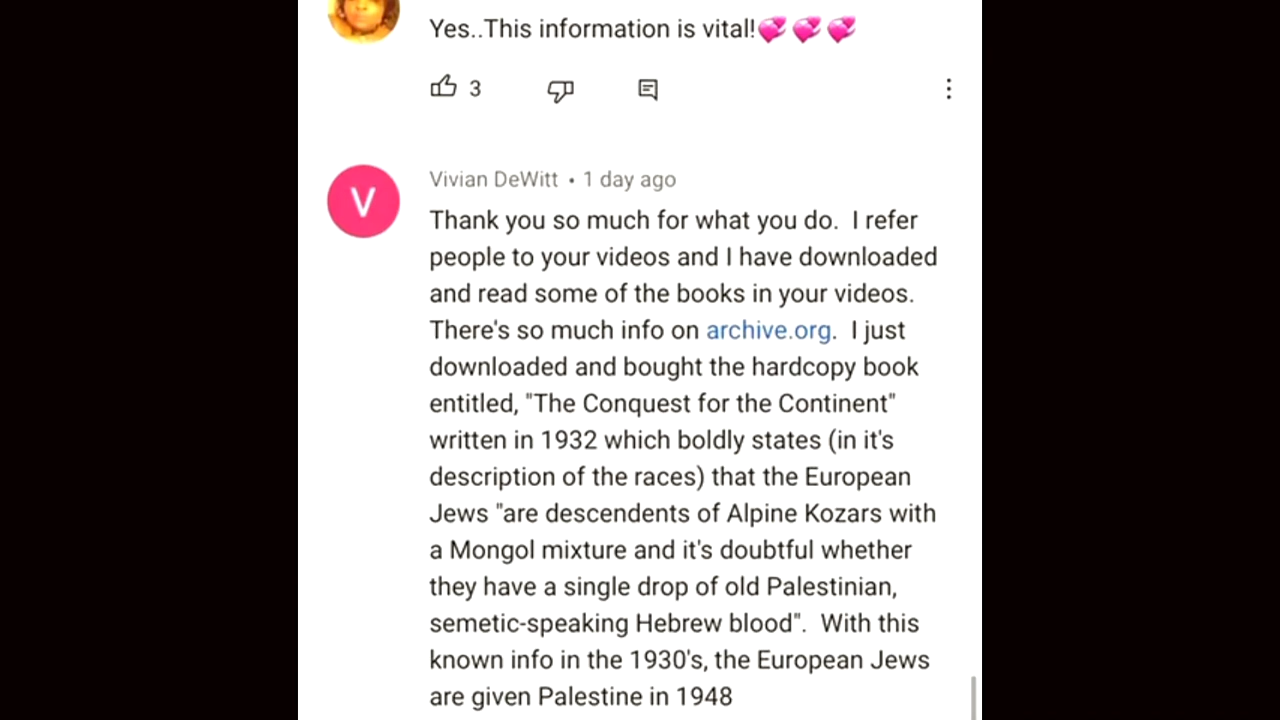 Yes..This information is vital!💞💞💞
3
Vivian DeWitt • 1 day ago
Thank you so much for what you do.  I refer
people to your videos and I have downloaded
and read some of the books in your videos.
There's so much info on archive.org.  I just
downloaded and bought the hardcopy book
entitled, "The Conquest for the Continent"
written in 1932 which boldly states (in it's
description of the races) that the European
Jews "are descendents of Alpine Kozars with
a Mongol mixture and it's doubtful whether
they have a single drop of old Palestinian,
semetic-speaking Hebrew blood".  With this
known info in the 1930's, the European Jews
are given Palestine in 1948
V